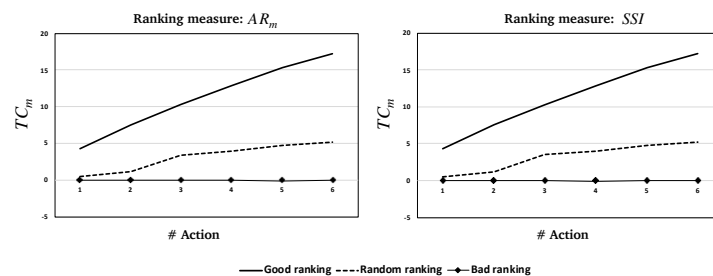 Ranking measure: AR_m
20
15
10
5
0
-5
TC_m
1 2 3 4 5 6
# Action
Ranking measure: SSI
20
15
10
5
0
-5
TC_m
1 2 3 4 5 6
# Action
Good ranking Random ranking Bad ranking